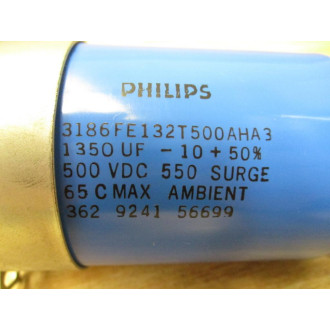 PHILIPS
3186FE132T500AHA3
1350 UF - 10 + 50%
500 VDC 550 SURGE
65 C MAX AMBIENT
362 9241 56699